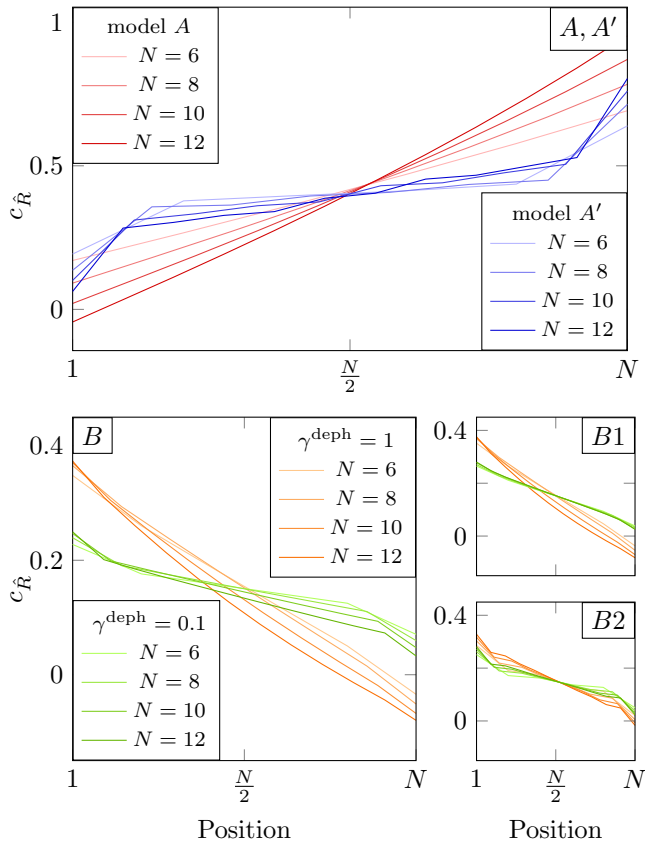 1
0.5
0
c_R̂
model A
N = 6
N = 8
N = 10
N = 12
A, A′
model A′
N = 6
N = 8
N = 10
N = 12
1
N/2
N
0.4
0.2
0
c_R̂
B
γ^deph = 1
N = 6
N = 8
N = 10
N = 12
γ^deph = 0.1
N = 6
N = 8
N = 10
N = 12
1
N/2
N
Position
B1
0.4
0
B2
0.4
0
1
N/2
N
Position